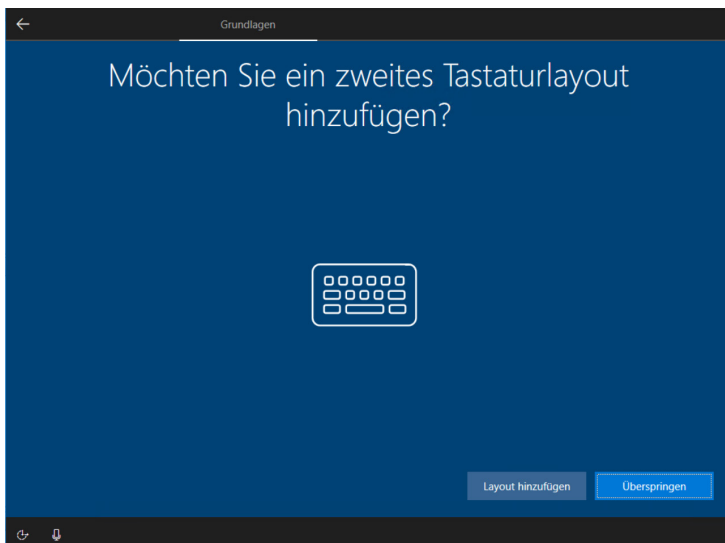 Grundlagen
Möchten Sie ein zweites Tastaturlayout
hinzufügen?
Layout hinzufügen
Überspringen